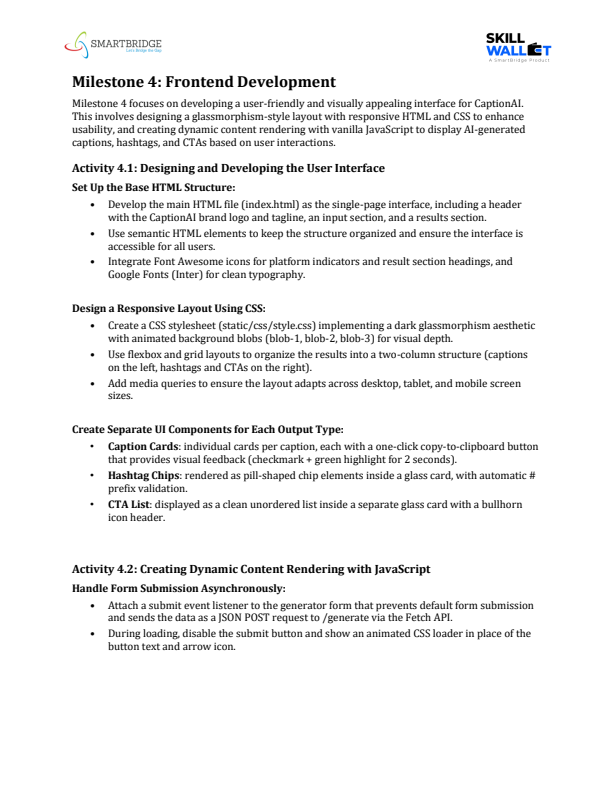 SMARTBRIDGE
Let's Bridge the Gap
SKILL
WALLET
A SmartBridge Product
Milestone 4: Frontend Development
Milestone 4 focuses on developing a user-friendly and visually appealing interface for CaptionAI.
This involves designing a glassmorphism-style layout with responsive HTML and CSS to enhance
usability, and creating dynamic content rendering with vanilla JavaScript to display AI-generated
captions, hashtags, and CTAs based on user interactions.
Activity 4.1: Designing and Developing the User Interface
Set Up the Base HTML Structure:
• Develop the main HTML file (index.html) as the single-page interface, including a header
with the CaptionAI brand logo and tagline, an input section, and a results section.
• Use semantic HTML elements to keep the structure organized and ensure the interface is
accessible for all users.
• Integrate Font Awesome icons for platform indicators and result section headings, and
Google Fonts (Inter) for clean typography.
Design a Responsive Layout Using CSS:
• Create a CSS stylesheet (static/css/style.css) implementing a dark glassmorphism aesthetic
with animated background blobs (blob-1, blob-2, blob-3) for visual depth.
• Use flexbox and grid layouts to organize the results into a two-column structure (captions
on the left, hashtags and CTAs on the right).
• Add media queries to ensure the layout adapts across desktop, tablet, and mobile screen
sizes.
Create Separate UI Components for Each Output Type:
• Caption Cards: individual cards per caption, each with a one-click copy-to-clipboard button
that provides visual feedback (checkmark + green highlight for 2 seconds).
• Hashtag Chips: rendered as pill-shaped chip elements inside a glass card, with automatic #
prefix validation.
• CTA List: displayed as a clean unordered list inside a separate glass card with a bullhorn
icon header.
Activity 4.2: Creating Dynamic Content Rendering with JavaScript
Handle Form Submission Asynchronously:
• Attach a submit event listener to the generator form that prevents default form submission
and sends the data as a JSON POST request to /generate via the Fetch API.
• During loading, disable the submit button and show an animated CSS loader in place of the
button text and arrow icon.